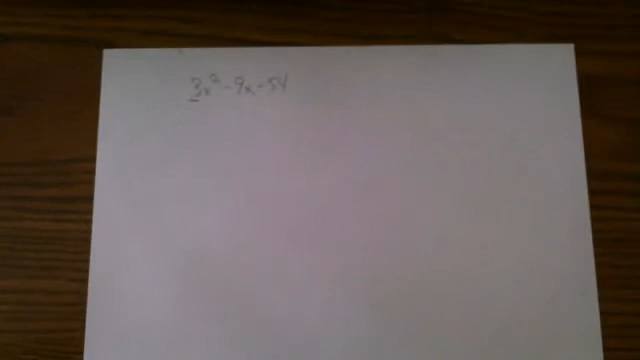 3x² - 9x - 54